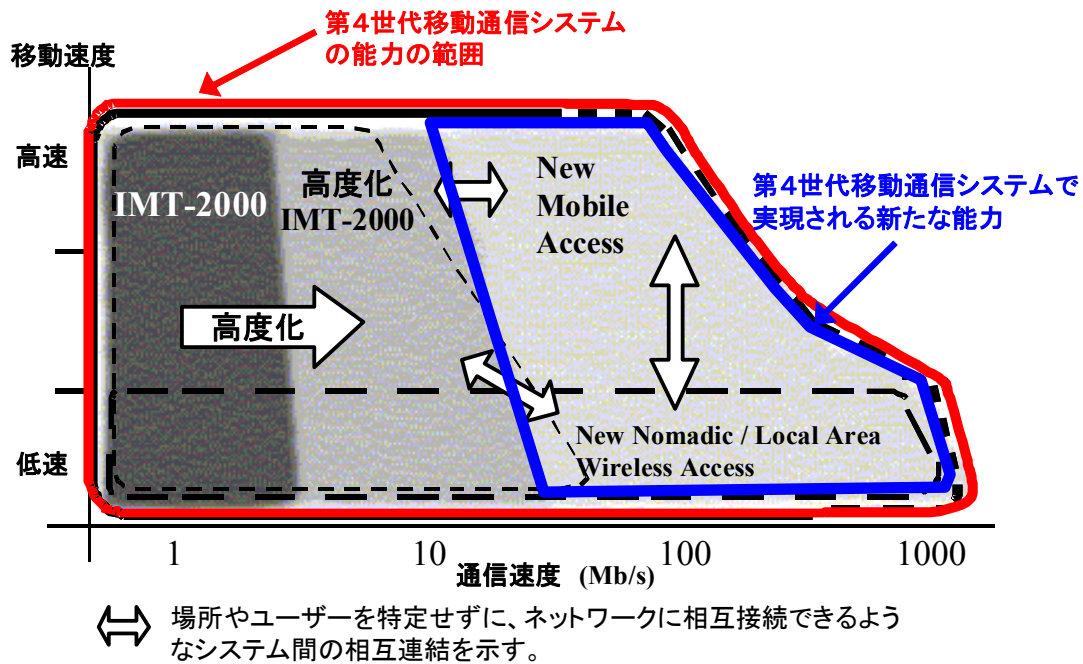 第４世代移動通信システム
の能力の範囲
移動速度
高速
低速
IMT-2000
高度化
IMT-2000
New
Mobile
Access
第４世代移動通信システムで
実現される新たな能力
高度化
New Nomadic / Local Area
Wireless Access
1
10
100
1000
通信速度 (Mb/s)
場所やユーザーを特定せずに、ネットワークに相互接続できるよう
なシステム間の相互連結を示す。